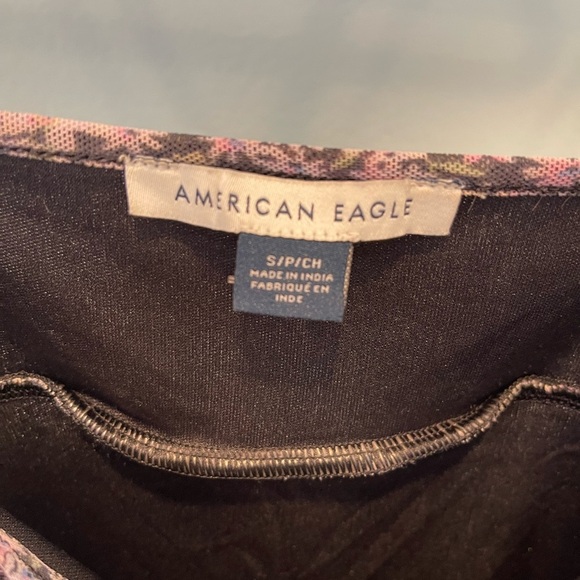 AMERICAN EAGLE
S/P/CH
MADE IN INDIA
FABRIQUÉ EN
INDE